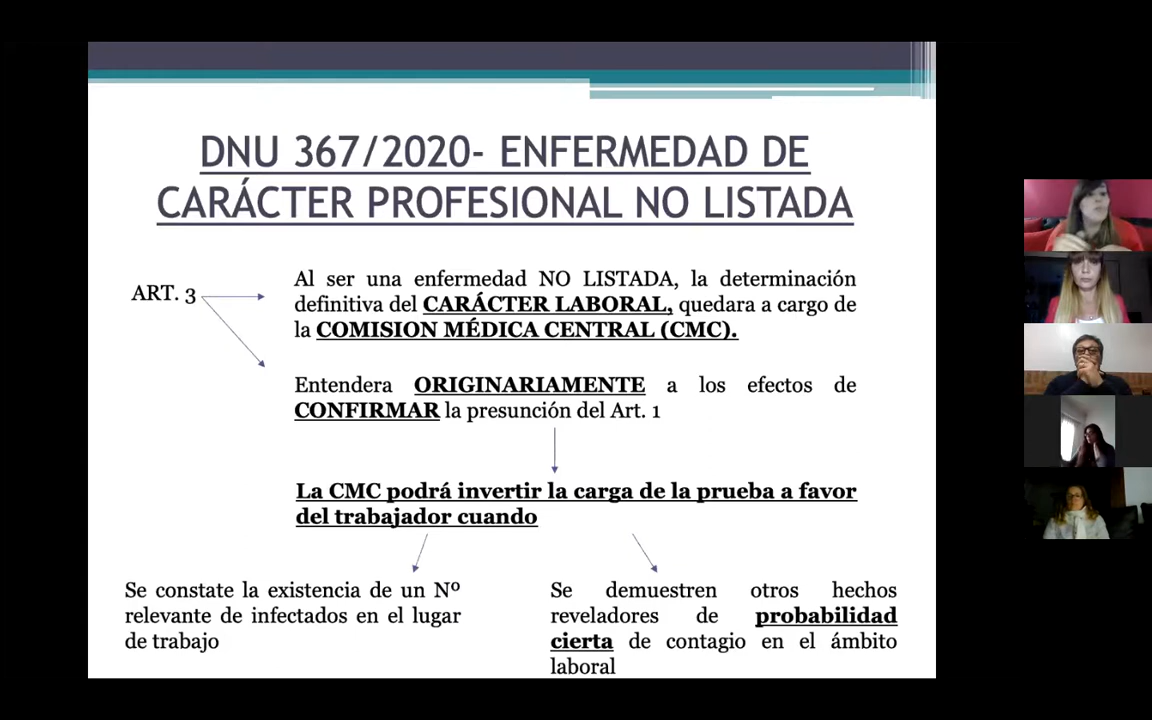 DNU 367/2020- ENFERMEDAD DE
CARÁCTER PROFESIONAL NO LISTADA
ART. 3
Al ser una enfermedad NO LISTADA, la determinación
definitiva del CARÁCTER LABORAL, quedara a cargo de
la COMISION MÉDICA CENTRAL (CMC).
Entendera ORIGINARIAMENTE a los efectos de
CONFIRMAR la presunción del Art. 1
La CMC podrá invertir la carga de la prueba a favor
del trabajador cuando
Se constate la existencia de un Nº
relevante de infectados en el lugar
de trabajo
Se demuestren otros hechos
reveladores de probabilidad
cierta de contagio en el ámbito
laboral